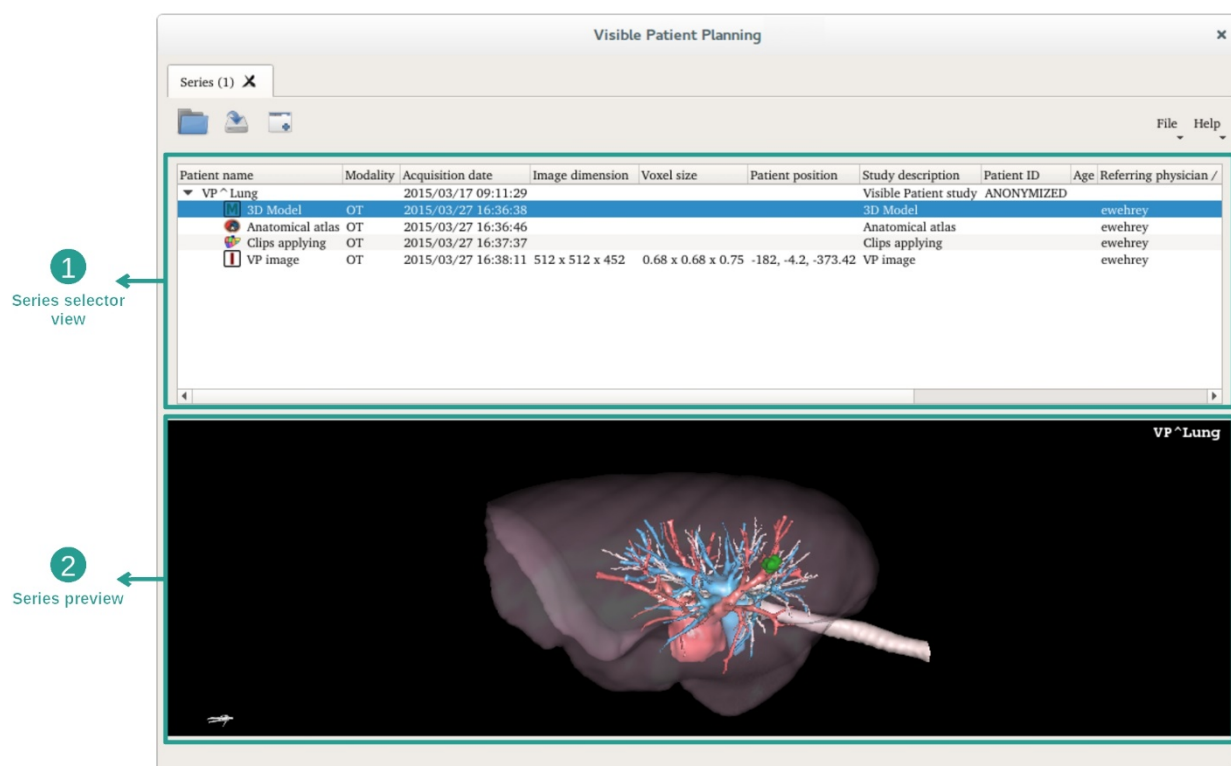 Visible Patient Planning
Series (1)
File Help
Patient name Modality Acquisition date Image dimension Voxel size Patient position Study description Patient ID Age Referring physician /
VP^Lung 2015/03/17 09:11:29 Visible Patient study ANONYMIZED
M 3D Model OT 2015/03/27 16:36:38 3D Model ewehrey
Anatomical atlas OT 2015/03/27 16:36:46 Anatomical atlas ewehrey
Clips applying OT 2015/03/27 16:37:37 Clips applying ewehrey
VP image OT 2015/03/27 16:38:11 512 x 512 x 452 0.68 x 0.68 x 0.75 -182, -4.2, -373.42 VP image ewehrey
1
Series selector
view
VP^Lung
2
Series preview